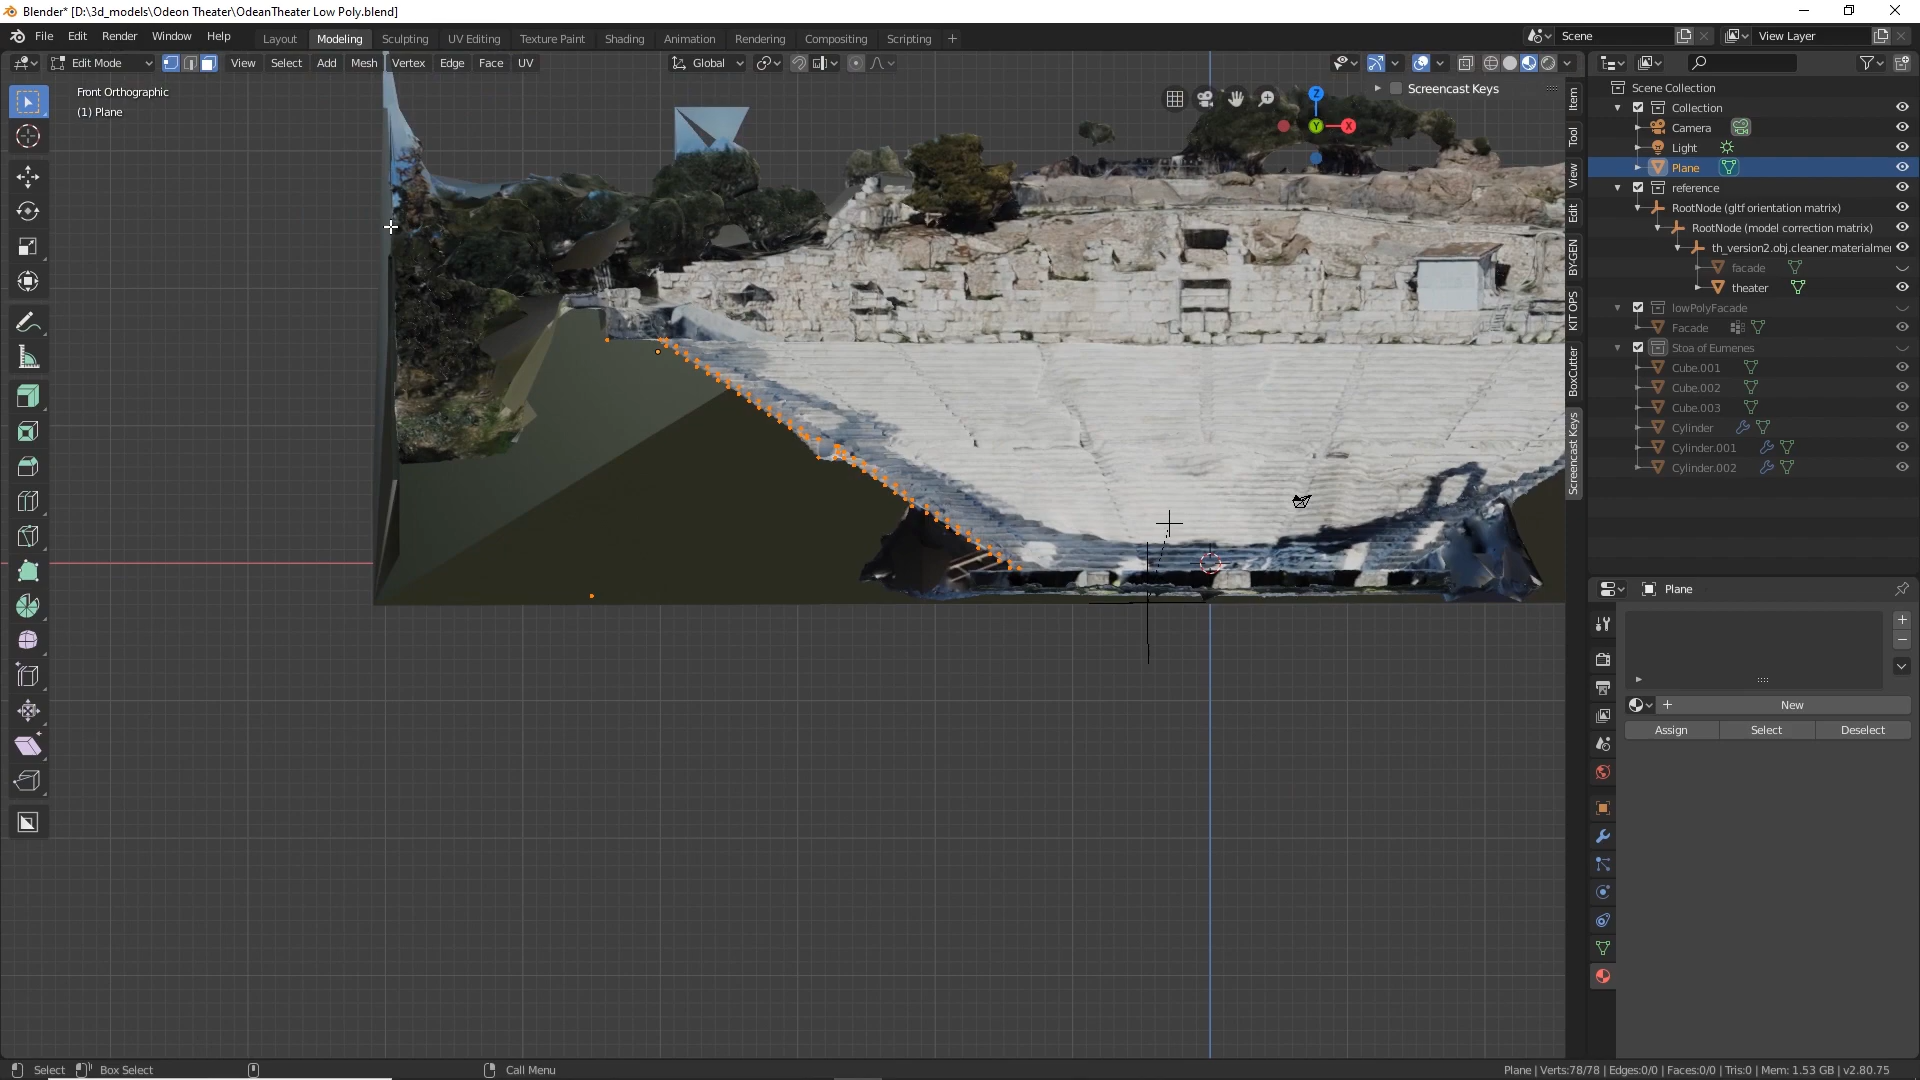 Blender* [D:\3d_models\Odeon Theater\OdeanTheater Low Poly.blend]
File Edit Render Window Help
Layout Modeling Sculpting UV Editing Texture Paint Shading Animation Rendering Compositing Scripting +
Scene
View Layer
Edit Mode View Select Add Mesh Vertex Edge Face UV
Global
Front Orthographic
(1) Plane
Screencast Keys
Z
Y
X
Item
Tool
View
Edit
BY-GEN
KIT OPS
BoxCutter
Screencast Keys
Scene Collection
Collection
Camera
Light
Plane
reference
RootNode (gltf orientation matrix)
RootNode (model correction matrix)
th_version2.obj.cleaner.materialmer
facade
theater
lowPolyFacade
Facade
Stoa of Eumenes
Cube.001
Cube.002
Cube.003
Cylinder
Cylinder.001
Cylinder.002
Plane
New
Assign Select Deselect
Select Box Select Call Menu
Plane | Verts:78/78 | Edges:0/0 | Faces:0/0 | Tris:0 | Mem: 1.53 GB | v2.80.75